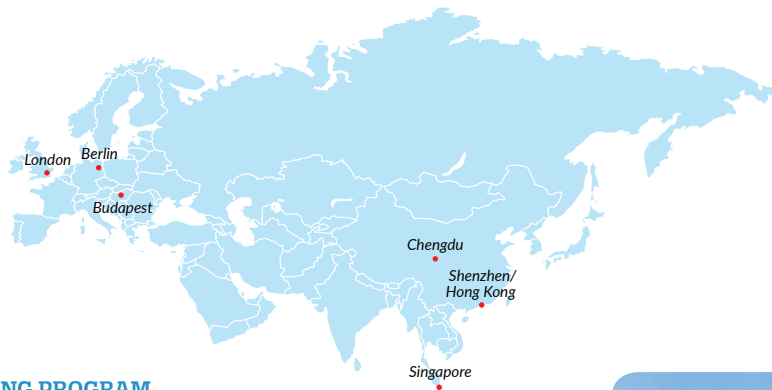 London
Berlin
Budapest
Chengdu
Shenzhen/
Hong Kong
Singapore
NG PROGRAM